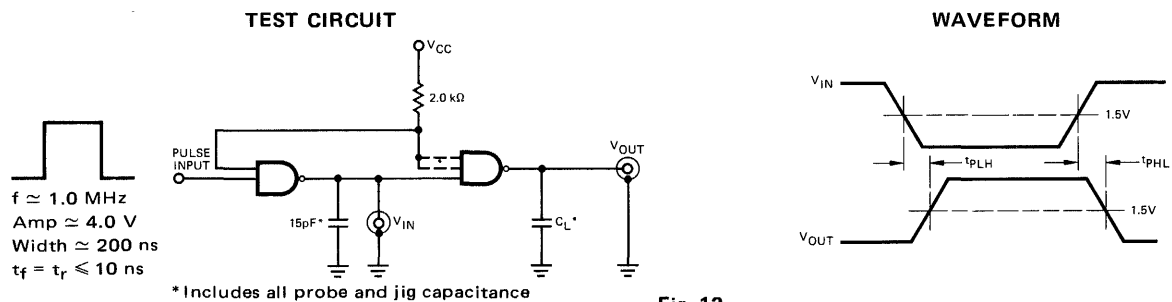 TEST CIRCUIT
WAVEFORM
VCC
2.0 kΩ
PULSE
INPUT
15pF*
VIN
CL*
VOUT
f ≃ 1.0 MHz
Amp ≃ 4.0 V
Width ≃ 200 ns
tf = tr ⩽ 10 ns
*Includes all probe and jig capacitance
VIN
1.5V
tPLH
tPHL
1.5V
VOUT